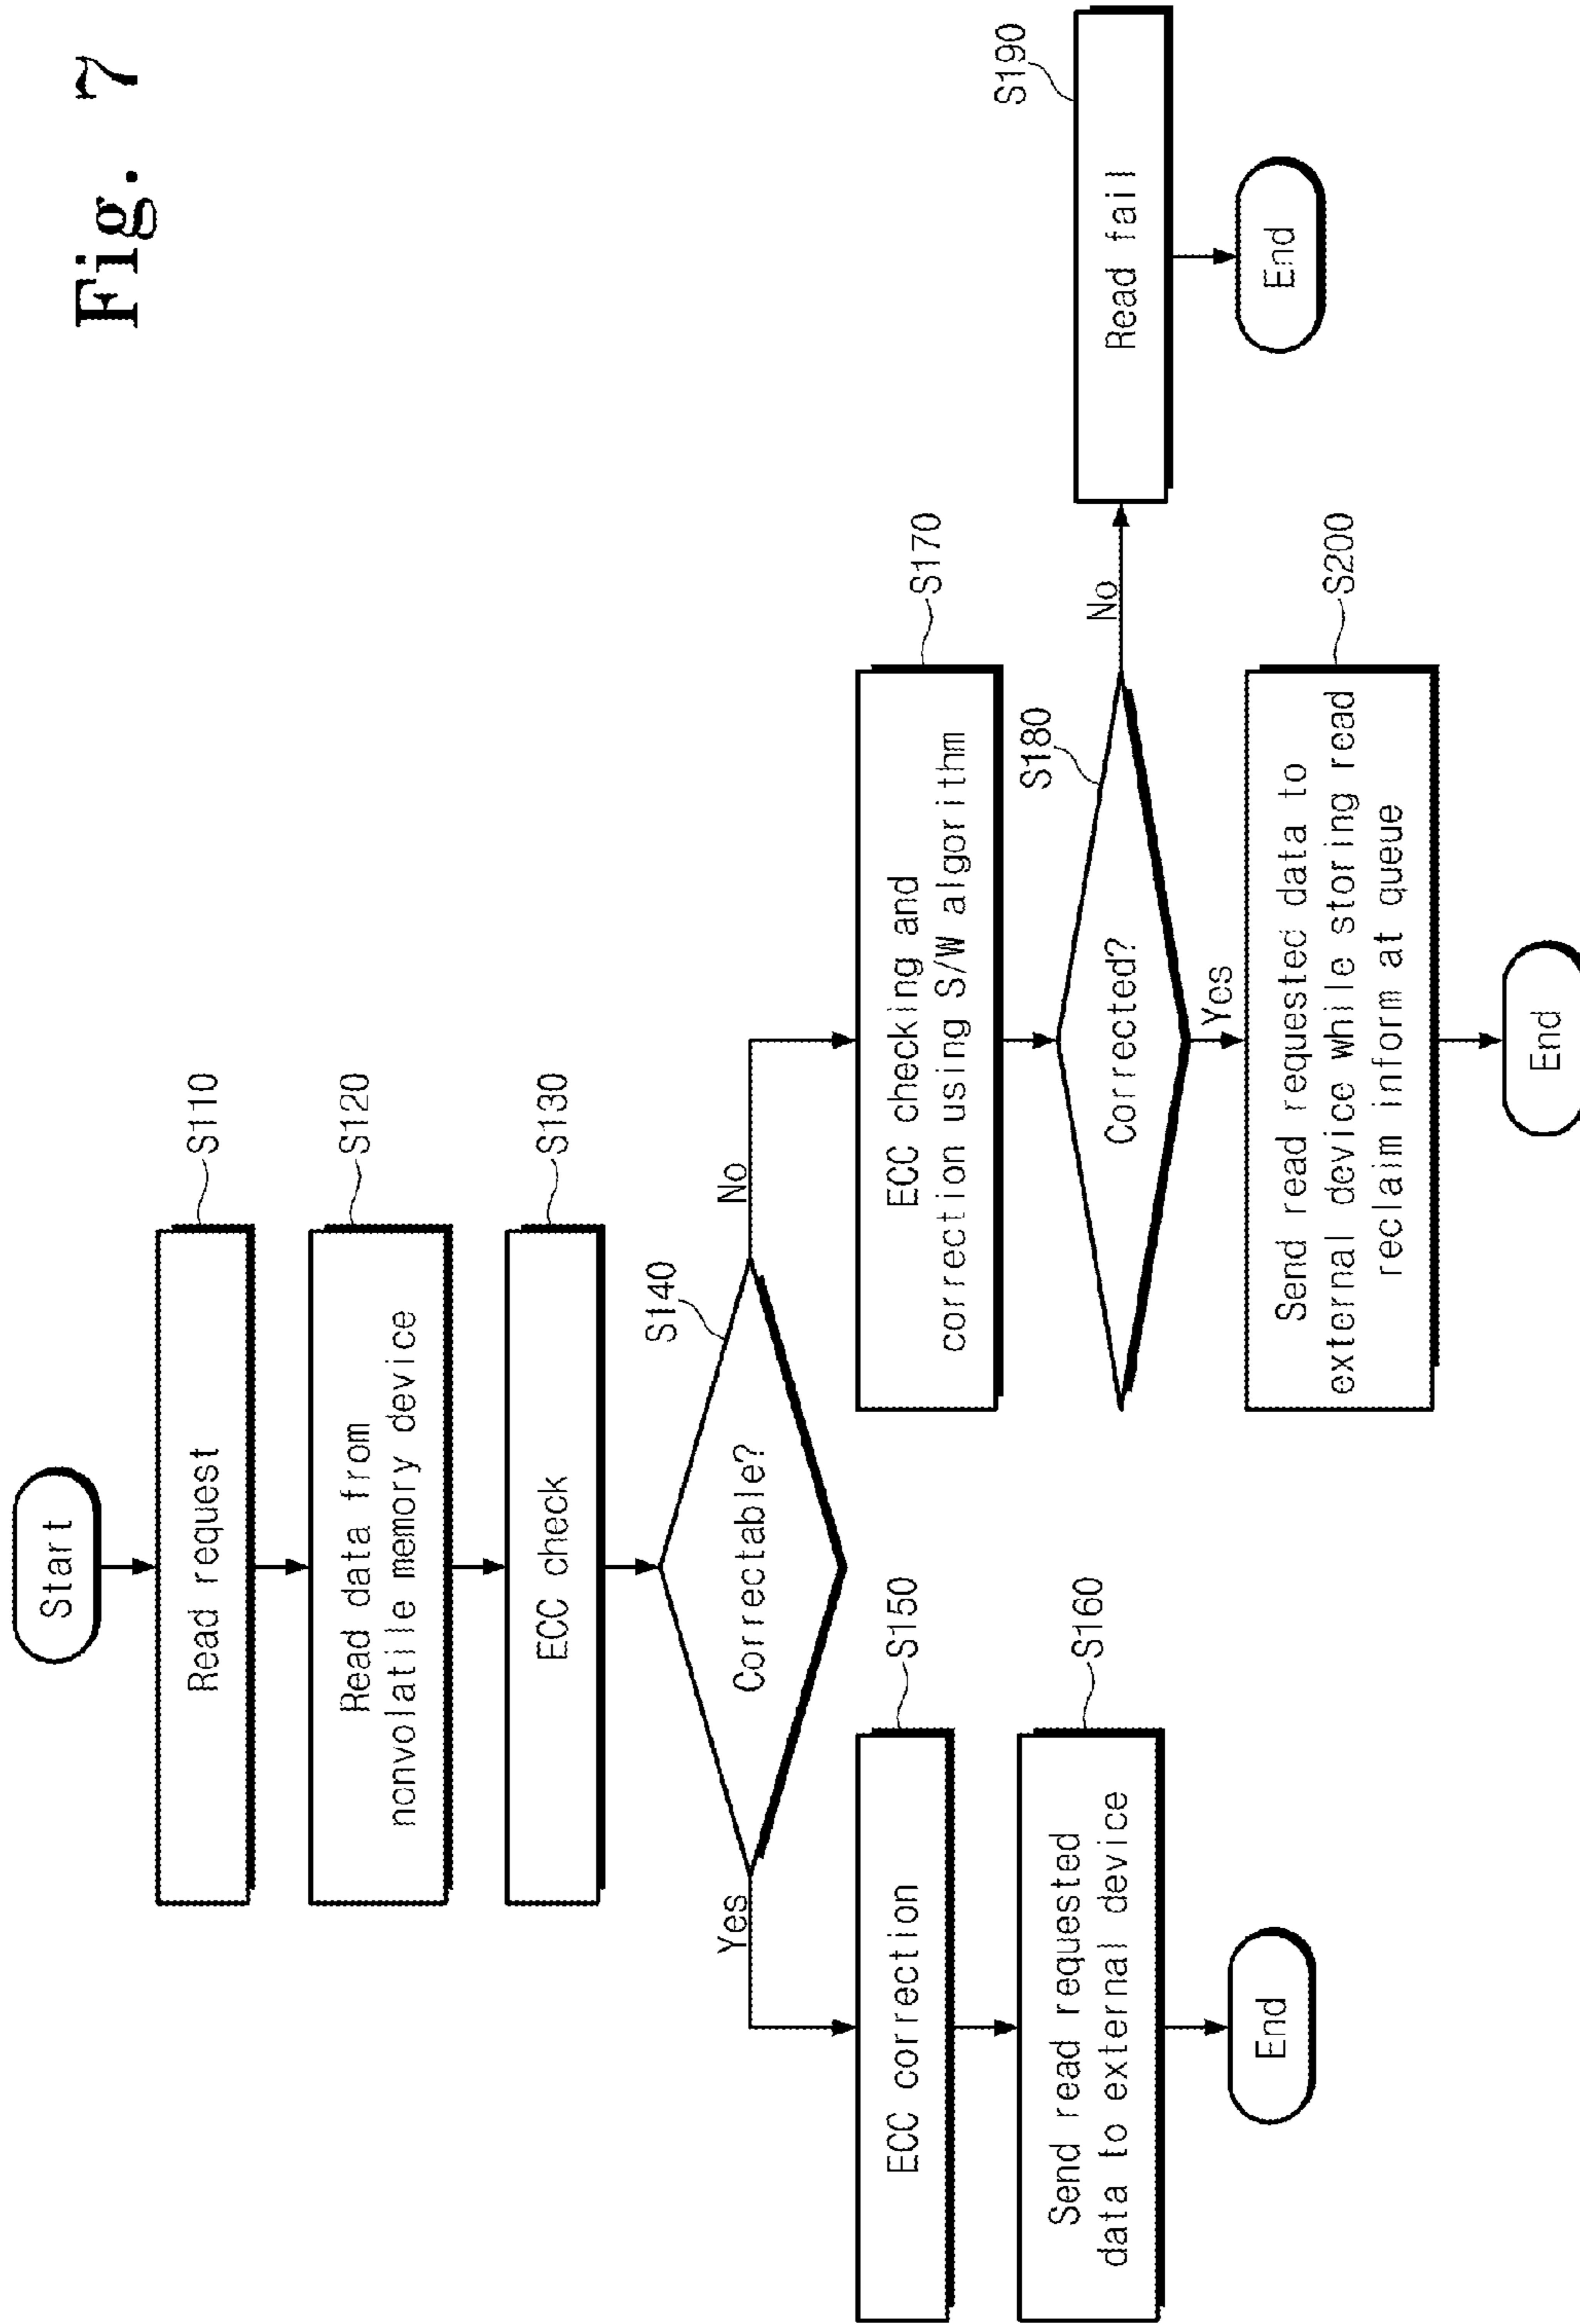 Fig. 7
Start
Read request
S110
Read data from
nonvolatile memory device
S120
ECC check
S130
Correctable?
S140
Yes
No
ECC correction
S150
Send read requested
data to external device
S160
End
ECC checking and
correction using S/W algorithm
S170
Corrected?
S180
No
Yes
Read fail
S190
End
Send read requested data to
external device while storing read
reclaim inform at queue
S200
End